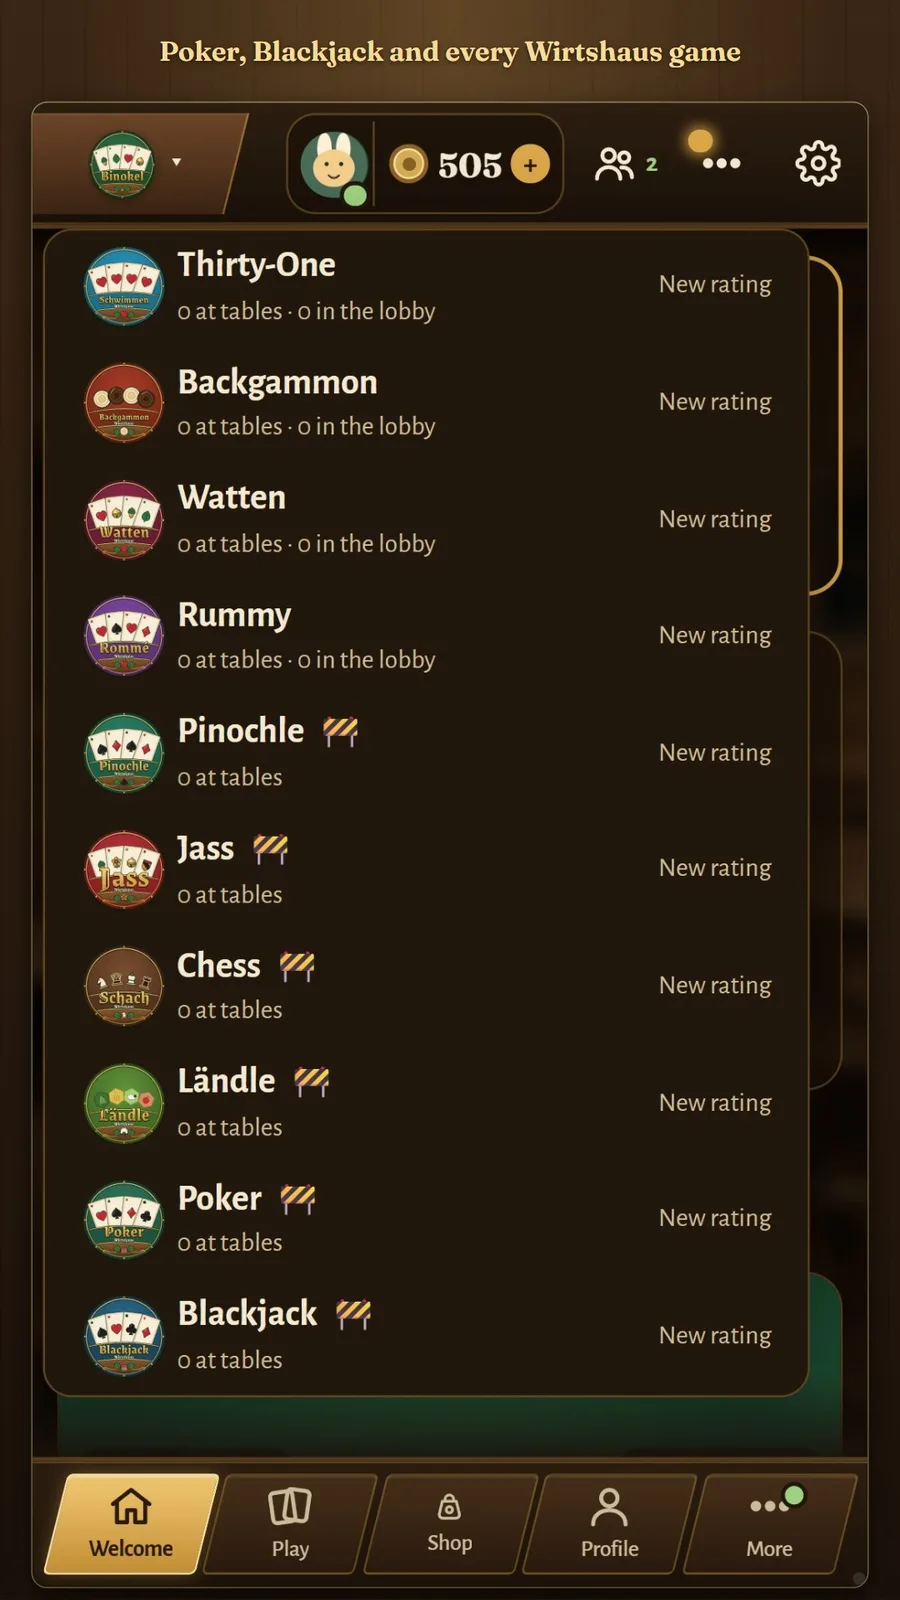 Poker, Blackjack and every Wirtshaus game
Binokel
505
+
2
Thirty-One
0 at tables · 0 in the lobby
New rating
Schwimmen
Backgammon
0 at tables · 0 in the lobby
New rating
Backgammon
Watten
0 at tables · 0 in the lobby
New rating
Watten
Rummy
0 at tables · 0 in the lobby
New rating
Rommé
Pinochle
0 at tables
New rating
Pinochle
Jass
0 at tables
New rating
Jass
Chess
0 at tables
New rating
Schach
Ländle
0 at tables
New rating
Ländle
Poker
0 at tables
New rating
Poker
Blackjack
0 at tables
New rating
Blackjack
Welcome
Play
Shop
Profile
More